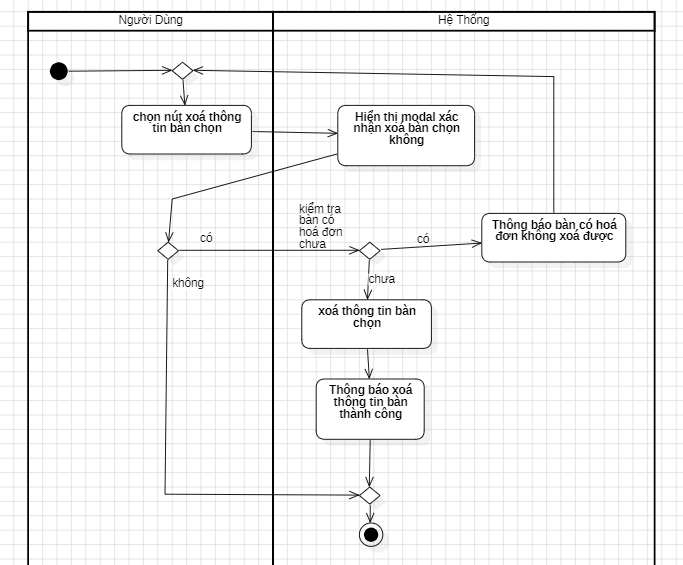 Người Dùng
Hệ Thống
chọn nút xoá thông
tin bàn chọn
Hiển thị modal xác
nhận xoá bàn chọn
không
kiểm tra
bàn có
hoá đơn
chưa
có
có
Thông báo bàn có hoá
đơn không xoá được
không
chưa
xoá thông tin bàn
chọn
Thông báo xoá
thông tin bàn
thành công